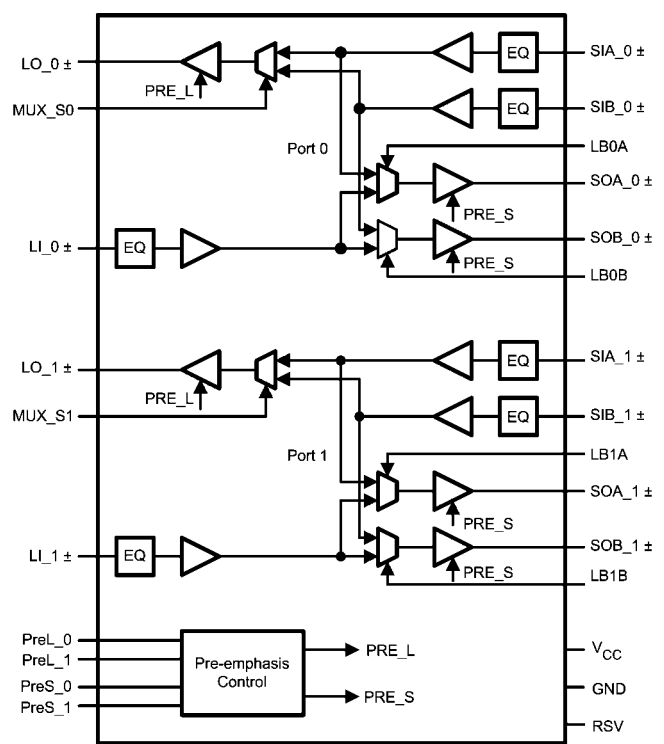 LO_0 ±
PRE_L
MUX_S0
EQ
SIA_0 ±
EQ
SIB_0 ±
Port 0
LB0A
SOA_0 ±
PRE_S
LI_0 ±
EQ
SOB_0 ±
PRE_S
LB0B
LO_1 ±
PRE_L
MUX_S1
EQ
SIA_1 ±
EQ
SIB_1 ±
Port 1
LB1A
SOA_1 ±
PRE_S
LI_1 ±
EQ
SOB_1 ±
PRE_S
LB1B
PreL_0
PreL_1
PreS_0
PreS_1
Pre-emphasis
Control
PRE_L
PRE_S
VCC
GND
RSV